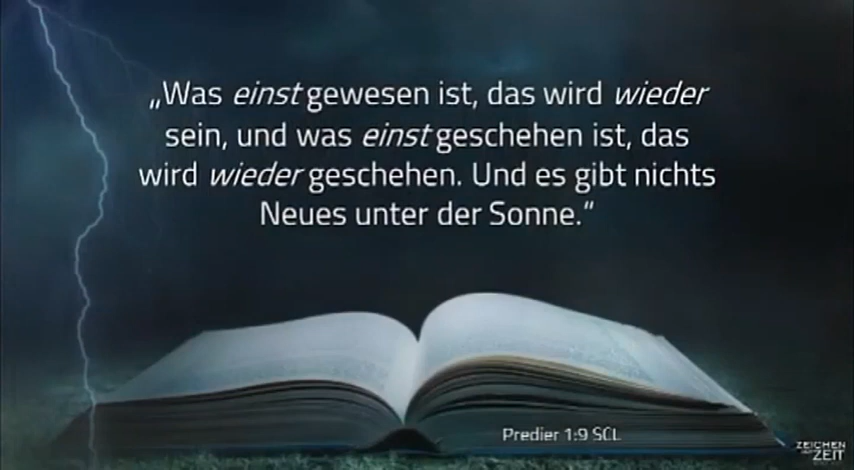 „Was einst gewesen ist, das wird wieder
sein, und was einst geschehen ist, das
wird wieder geschehen. Und es gibt nichts
Neues unter der Sonne.“
Predier 1:9 SCL
ZEICHEN
ZEIT